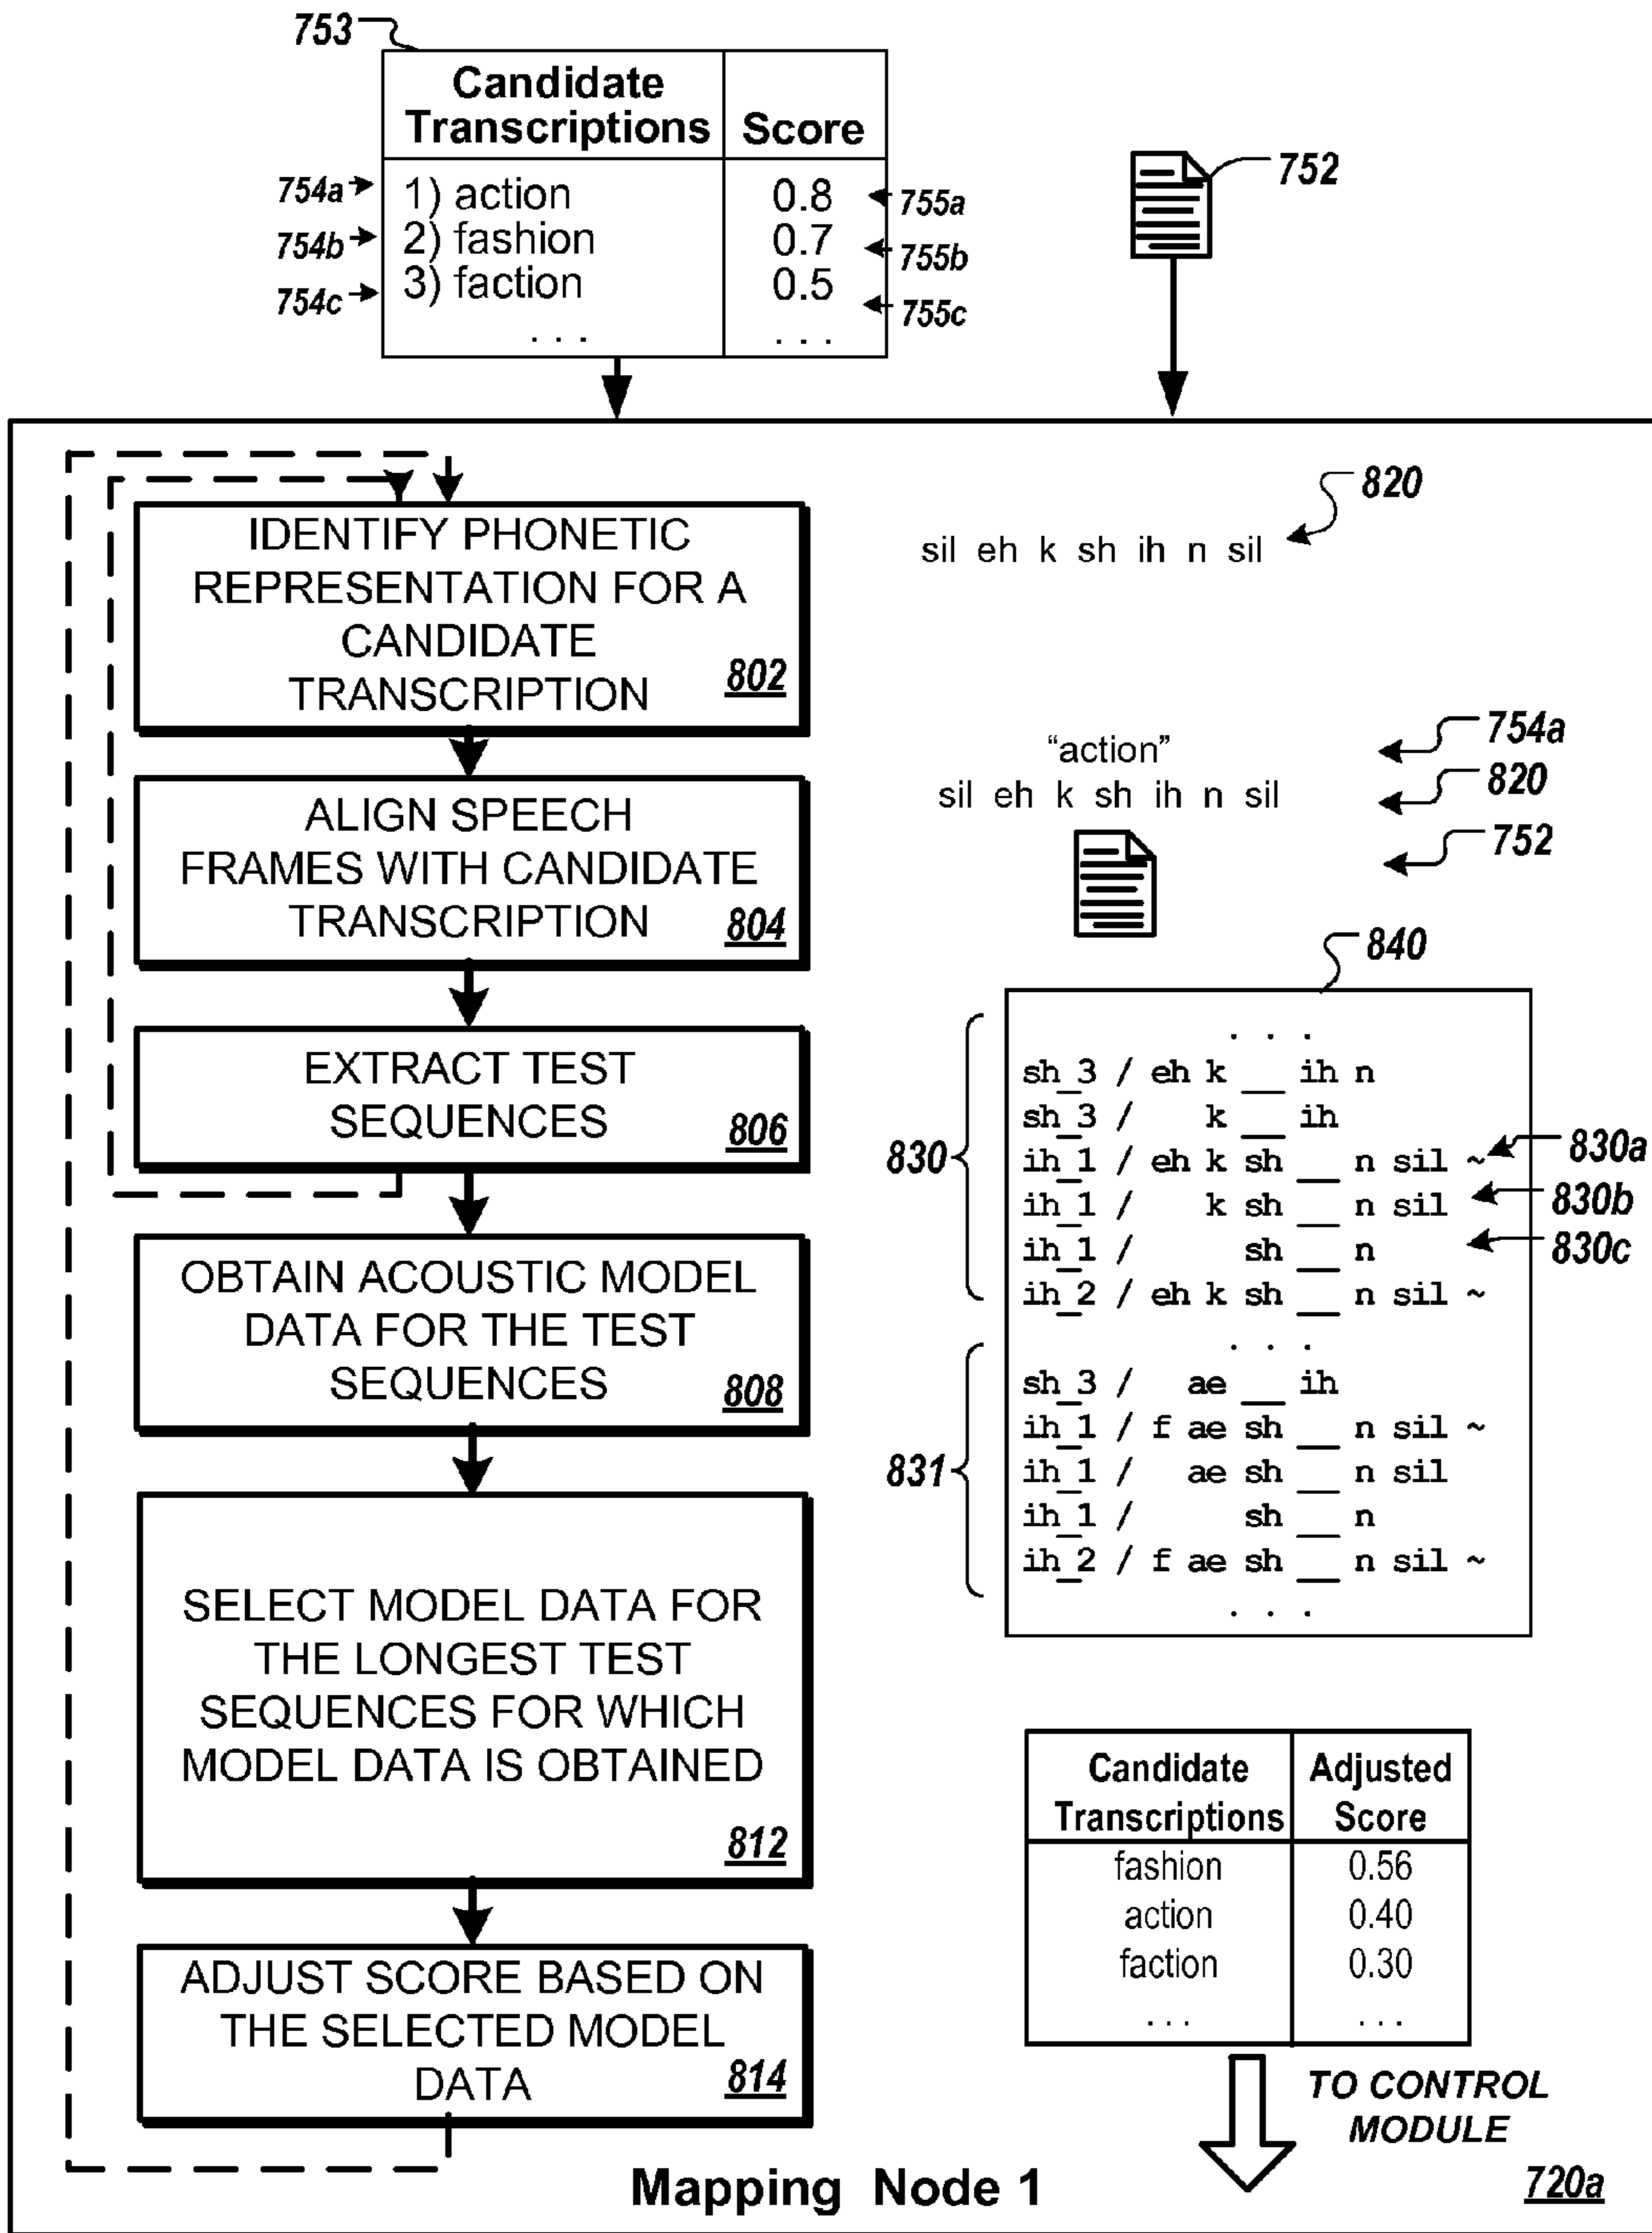 753
Candidate Transcriptions Score
754a 1) action 0.8 755a
754b 2) fashion 0.7 755b
754c 3) faction 0.5 755c
. . . . . .
752
IDENTIFY PHONETIC
REPRESENTATION FOR A
CANDIDATE
TRANSCRIPTION 802
sil eh k sh ih n sil 820
ALIGN SPEECH
FRAMES WITH CANDIDATE
TRANSCRIPTION 804
"action" 754a
sil eh k sh ih n sil 820
752
EXTRACT TEST
SEQUENCES 806
OBTAIN ACOUSTIC MODEL
DATA FOR THE TEST
SEQUENCES 808
840
. . .
sh_3 / eh k __ ih n
sh_3 / k __ ih
830 ih_1 / eh k sh __ n sil ~ 830a
ih_1 / k sh __ n sil 830b
ih_1 / sh __ n 830c
ih_2 / eh k sh __ n sil ~
. . .
sh_3 / ae __ ih
ih_1 / f ae sh __ n sil ~
831 ih_1 / ae sh __ n sil
ih_1 / sh __ n
ih_2 / f ae sh __ n sil ~
. . .
SELECT MODEL DATA FOR
THE LONGEST TEST
SEQUENCES FOR WHICH
MODEL DATA IS OBTAINED
812
Candidate Transcriptions Adjusted Score
fashion 0.56
action 0.40
faction 0.30
. . . . . .
ADJUST SCORE BASED ON
THE SELECTED MODEL
DATA 814
TO CONTROL
MODULE
Mapping Node 1
720a